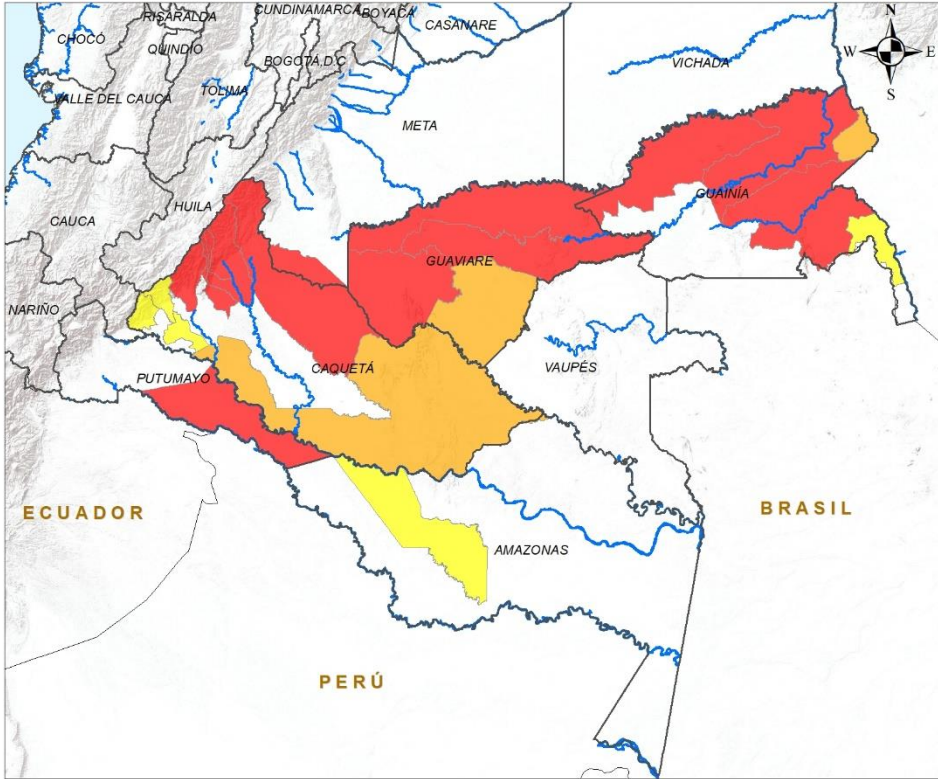 RISARALDA
CUNDINAMARCA
BOYACÁ
CASANARE
N
CHOCÓ
QUINDIO
BOGOTÁ D.C
W
E
VICHADA
S
VALLE DEL CAUCA
TOLIMA
META
HUILA
GUAINÍA
CAUCA
GUAVIARE
NARIÑO
CAQUETÁ
VAUPÉS
PUTUMAYO
ECUADOR
BRASIL
AMAZONAS
PERÚ